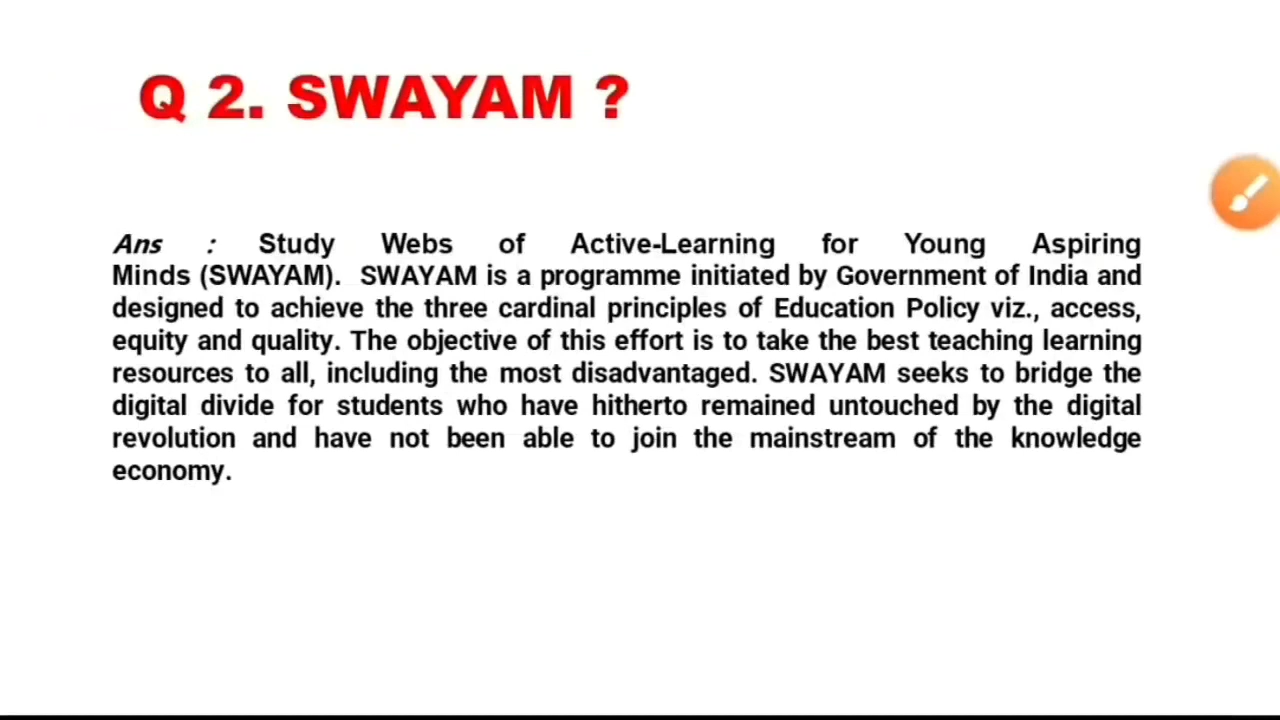 Q 2. SWAYAM ?
Ans : Study Webs of Active-Learning for Young Aspiring
Minds (SWAYAM). SWAYAM is a programme initiated by Government of India and
designed to achieve the three cardinal principles of Education Policy viz., access,
equity and quality. The objective of this effort is to take the best teaching learning
resources to all, including the most disadvantaged. SWAYAM seeks to bridge the
digital divide for students who have hitherto remained untouched by the digital
revolution and have not been able to join the mainstream of the knowledge
economy.